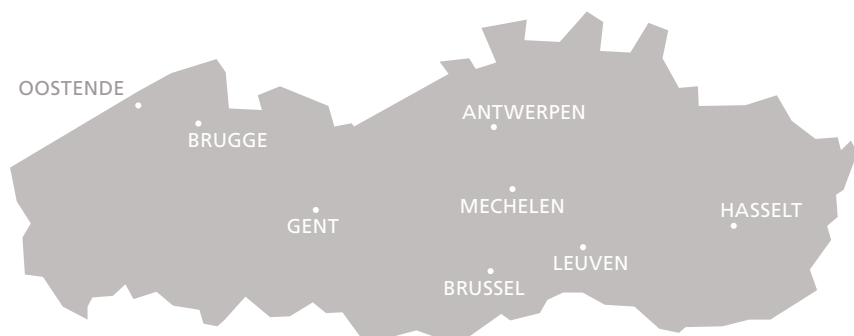 OOSTENDE
ANTWERPEN
BRUGGE
MECHELEN
HASSELT
GENT
LEUVEN
BRUSSEL